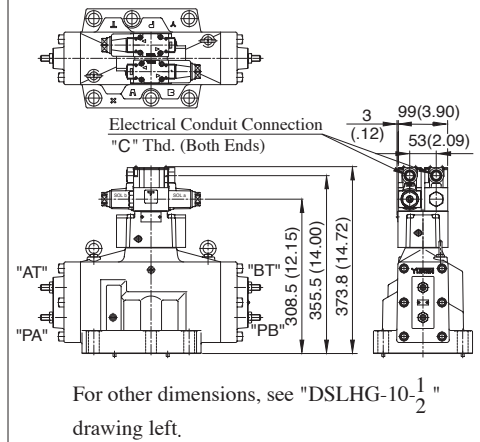 T P Y
X A B
3
(.12)
99(3.90)
53(2.09)
Electrical Conduit Connection
"C" Thd. (Both Ends)
"AT"
"BT"
"PA"
"PB"
308.5 (12.15)
355.5 (14.00)
373.8 (14.72)
YUKEN
For other dimensions, see "DSLHG-10-1/2"
drawing left.